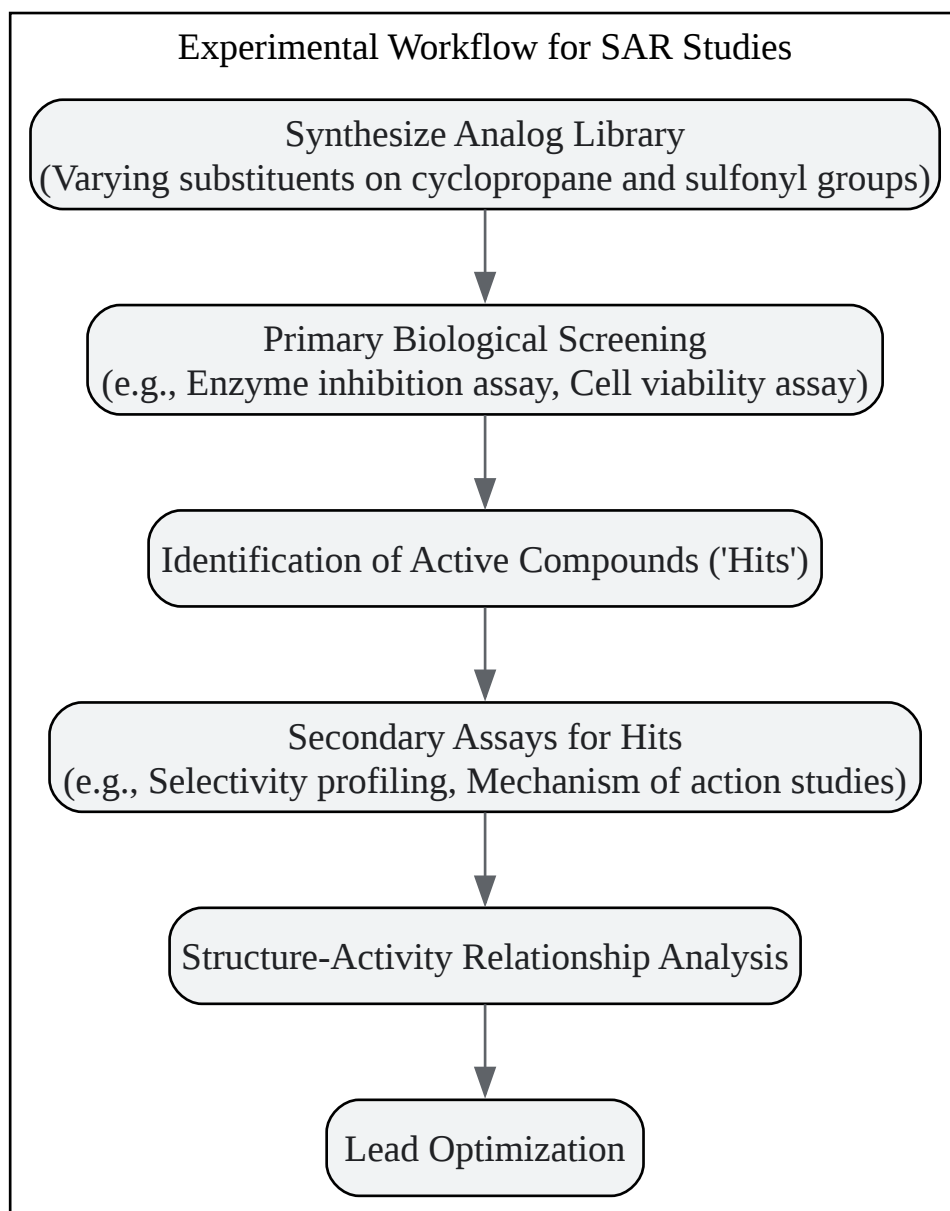 Experimental Workflow for SAR Studies
Synthesize Analog Library
(Varying substituents on cyclopropane and sulfonyl groups)
Primary Biological Screening
(e.g., Enzyme inhibition assay, Cell viability assay)
Identification of Active Compounds ('Hits')
Secondary Assays for Hits
(e.g., Selectivity profiling, Mechanism of action studies)
Structure-Activity Relationship Analysis
Lead Optimization